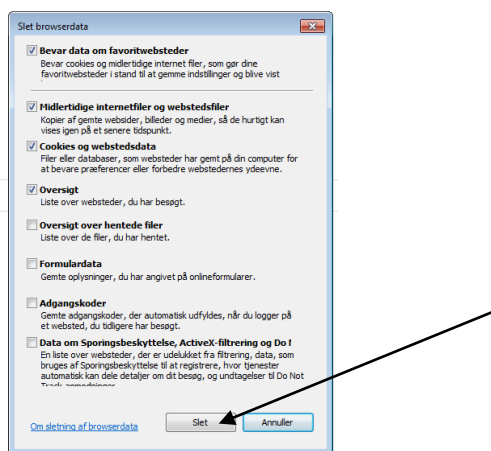 Slet browserdata
Bevar data om favoritwebsteder
Bevar cookies og midlertidige internet filer, som gør dine
favoritwebsteder i stand til at gemme indstillinger og blive vist
Midlertidige internetfiler og webstedsfiler
Kopier af gemte websider, billeder og medier, så de hurtigt kan
vises igen på et senere tidspunkt.
Cookies og webstedsdata
Filer eller databaser, som websteder har gemt på din computer for
at bevare præferencer eller forbedre webstedernes ydeevne.
Oversigt
Liste over websteder, du har besøgt.
Oversigt over hentede filer
Liste over de filer, du har hentet.
Formulardata
Gemte oplysninger, du har angivet på onlineformularer.
Adgangskoder
Gemte adgangskoder, der automatisk udfyldes, når du logger på
et websted, du tidligere har besøgt.
Data om Sporingsbeskyttelse, ActiveX-filtrering og Do
En liste over websteder, der er udelukket fra filtrering, data, som
bruges af Sporingsbeskyttelse til at registrere, hvor tjenester
automatisk kan dele detaljer om dit besøg, og undtagelser til Do Not
Track-anmodninger
Om sletning af browserdata
Slet
Annuller